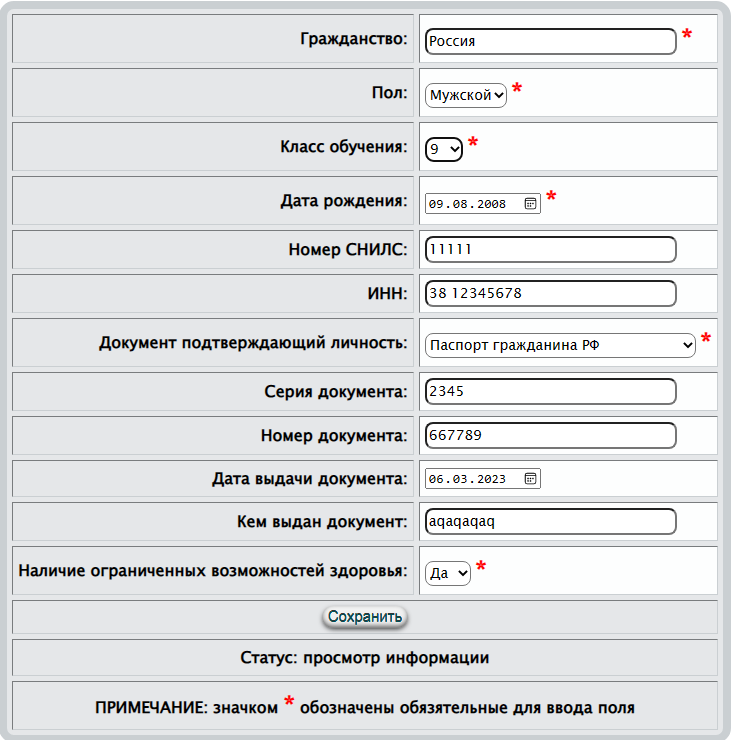 Гражданство: Россия *
Пол: Мужской *
Класс обучения: 9 *
Дата рождения: 09.08.2008 *
Номер СНИЛС: 11111
ИНН: 38 12345678
Документ подтверждающий личность: Паспорт гражданина РФ *
Серия документа: 2345
Номер документа: 667789
Дата выдачи документа: 06.03.2023
Кем выдан документ: aqaqaqaq
Наличие ограниченных возможностей здоровья: Да *
Сохранить
Статус: просмотр информации
ПРИМЕЧАНИЕ: значком * обозначены обязятельные для ввода поля